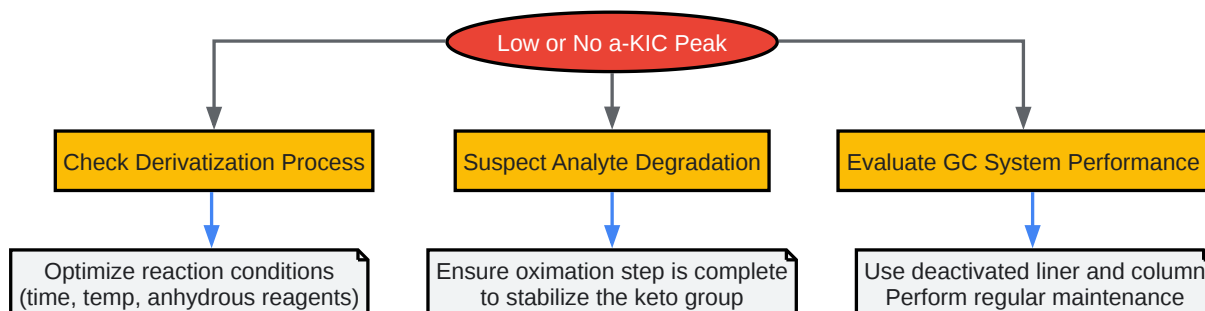 Low or No a-KIC Peak
Check Derivatization Process
Suspect Analyte Degradation
Evaluate GC System Performance
Optimize reaction conditions
(time, temp, anhydrous reagents)
Ensure oximation step is complete
to stabilize the keto group
Use deactivated liner and column
Perform regular maintenance